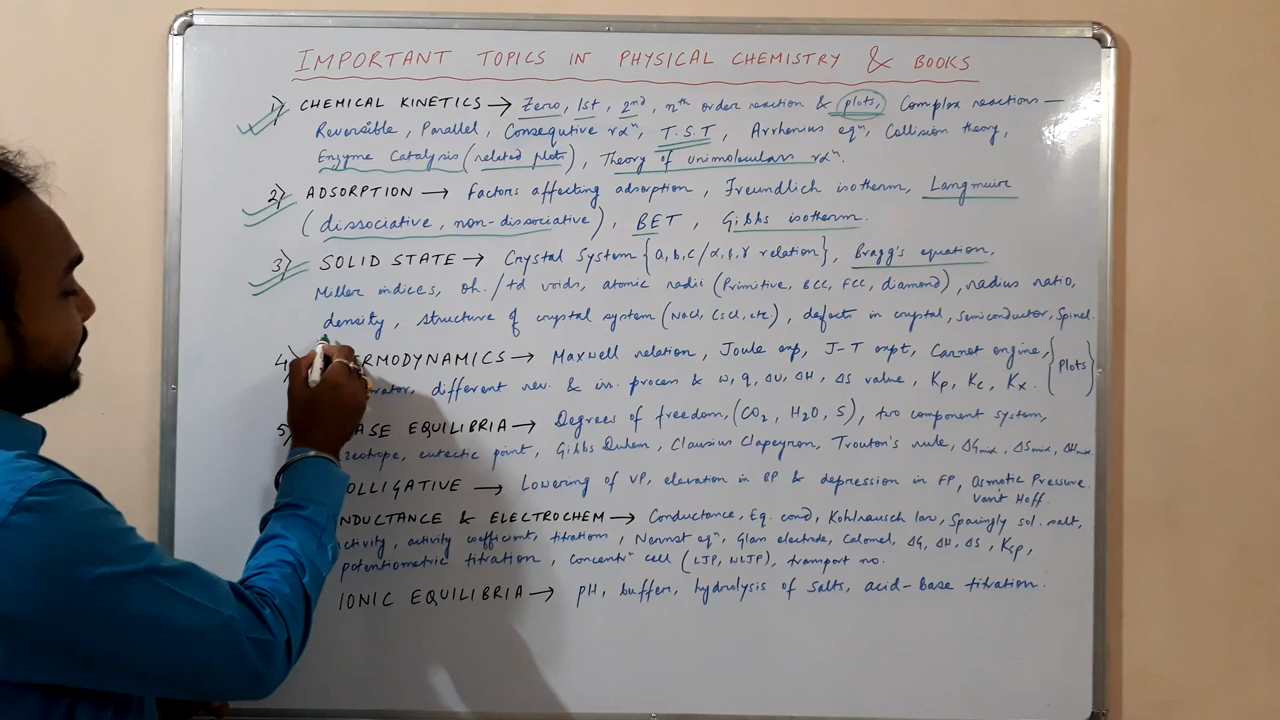 IMPORTANT TOPICS IN PHYSICAL CHEMISTRY & BOOKS
1) CHEMICAL KINETICS → Zero, 1st, 2nd, nth order reaction & plots, Complex reactions —
Reversible, Parallel, Consequtive rxⁿ, T.S.T, Arrhenius eqⁿ, Collision theory,
Enzyme Catalysis (related plots), Theory of unimolecular rxⁿ.
2) ADSORPTION → Factors affecting adsorption, Freundlich isotherm, Langmuir
(dissociative, non-dissociative), BET, Gibbs isotherm.
3) SOLID STATE → Crystal System {a,b,c/α,β,γ relation}, Bragg's equation,
Miller indices, oh./td voids, atomic radii (Primitive, BCC, FCC, diamond), radius ratio,
density, structure of crystal system (NaCl, CsCl, etc.), defects in crystal, semiconductor, Spinel.
4) ERMODYNAMICS → Maxwell relation, Joule exp, J-T expt, Carnot engine, {Plots}
rator, different rev. & irr. process & w, q, ΔU, ΔH, ΔS value, Kp, Kc, Kx.
5) ASE EQUILIBRIA → Degrees of freedom, (CO₂, H₂O, S), two component system,
zeotrope, eutectic point, Gibbs Duhem, Clausius Clapeyron, Trouton's rule, ΔGmix, ΔSmix, ΔHmix.
OLLIGATIVE → Lowering of VP, elevation in BP & depression in FP, Osmotic Pressure.
Vant Hoff.
NDUCTANCE & ELECTROCHEM → Conductance, Eq. cond, Kohlrausch law, Sparingly sol. salt,
ctivity, activity coefficient, titrations, Nernst eqⁿ, Glass electrode, Calomel, ΔG, ΔH, ΔS, Ksp,
potentiometric titration, concentrⁿ cell (LJP, WLJP), transport no.
IONIC EQUILIBRIA → pH, buffer, hydrolysis of salts, acid-base titration.